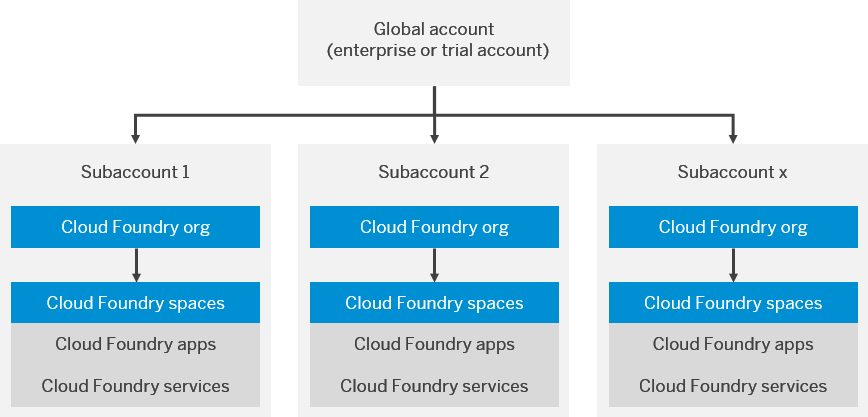 Global account
(enterprise or trial account)
Subaccount 1
Cloud Foundry org
Cloud Foundry spaces
Cloud Foundry apps
Cloud Foundry services
Subaccount 2
Cloud Foundry org
Cloud Foundry spaces
Cloud Foundry apps
Cloud Foundry services
Subaccount x
Cloud Foundry org
Cloud Foundry spaces
Cloud Foundry apps
Cloud Foundry services